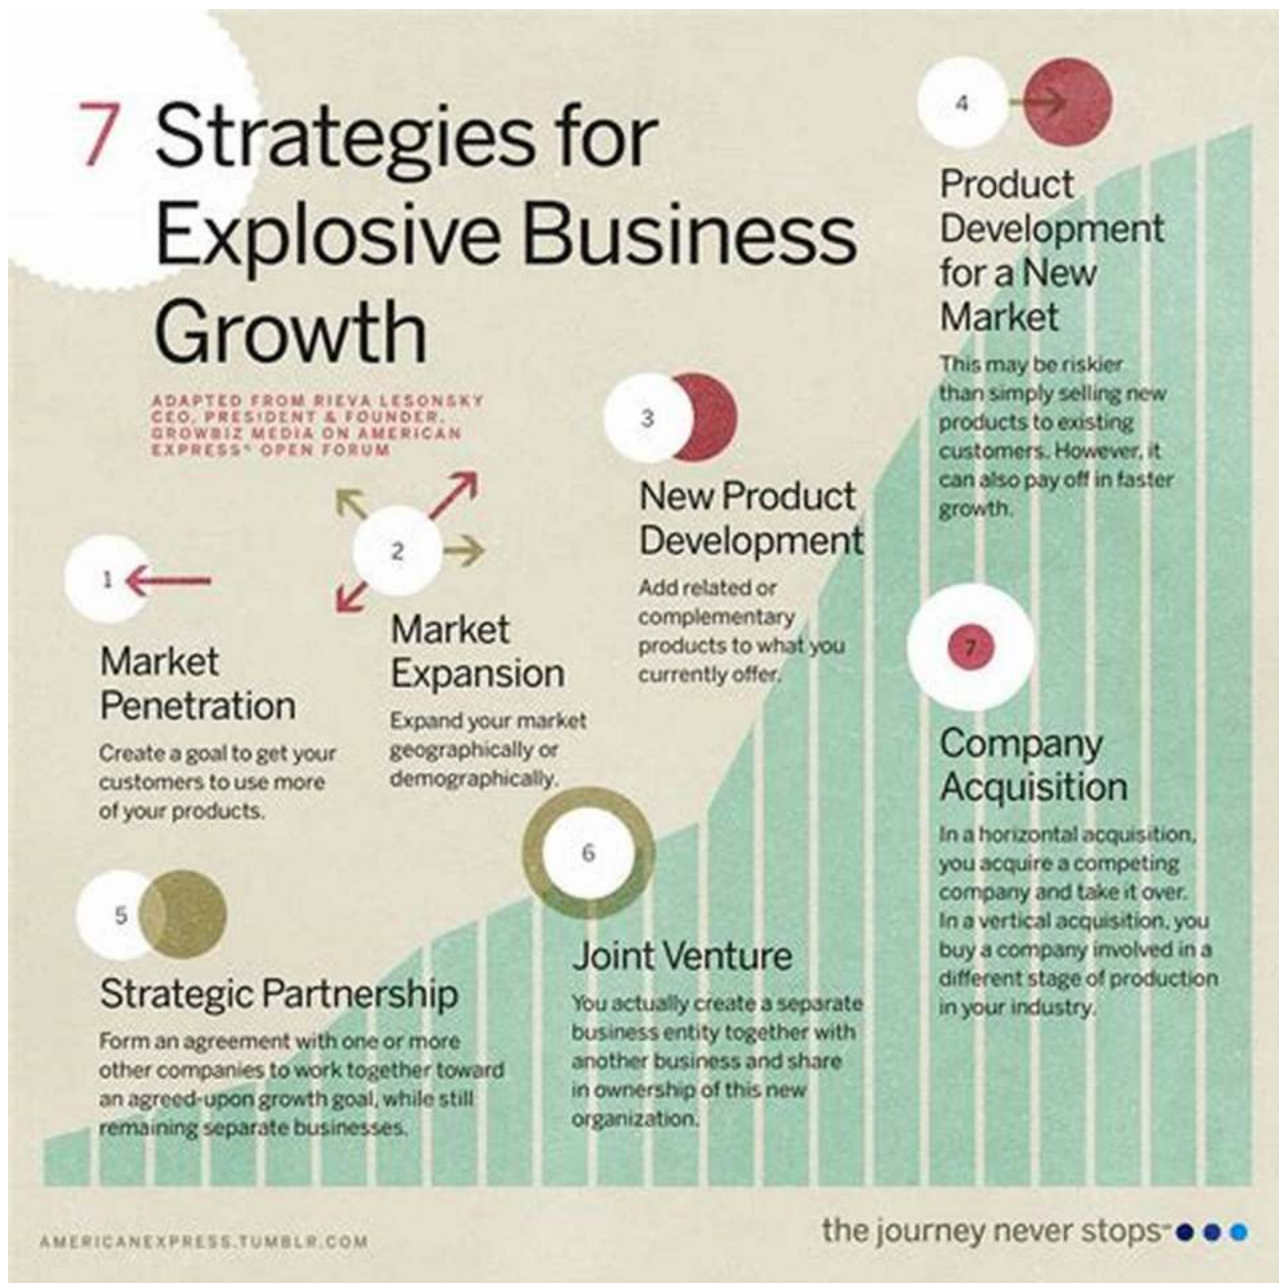 7 Strategies for
Explosive Business
Growth
ADAPTED FROM RIEVA LESONSKY
CEO, PRESIDENT & FOUNDER,
GROWBIZ MEDIA ON AMERICAN
EXPRESS® OPEN FORUM
1
Market
Penetration
Create a goal to get your
customers to use more
of your products.
2
Market
Expansion
Expand your market
geographically or
demographically.
3
New Product
Development
Add related or
complementary
products to what you
currently offer.
4
Product
Development
for a New
Market
This may be riskier
than simply selling new
products to existing
customers. However, it
can also pay off in faster
growth.
5
Strategic Partnership
Form an agreement with one or more
other companies to work together toward
an agreed-upon growth goal, while still
remaining separate businesses.
6
Joint Venture
You actually create a separate
business entity together with
another business and share
in ownership of this new
organization.
7
Company
Acquisition
In a horizontal acquisition,
you acquire a competing
company and take it over.
In a vertical acquisition, you
buy a company involved in a
different stage of production
in your industry.
AMERICANEXPRESS.TUMBLR.COM
the journey never stops℠